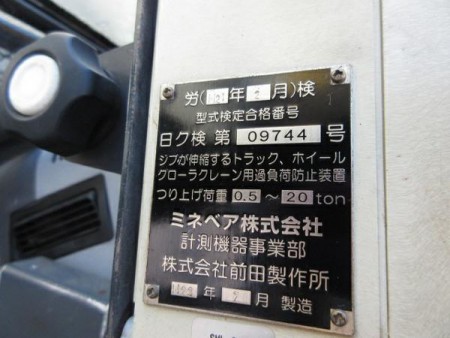 労( 年 月)検
型式検定合格番号
日ク検 第 09744 号
ジブが伸縮するトラック、ホイール
クローラクレーン用過負荷防止装置
つり上げ荷重 0.5 ～ 20 ton
ミネベア株式会社
計測機器事業部
株式会社前田製作所
年 月 製造